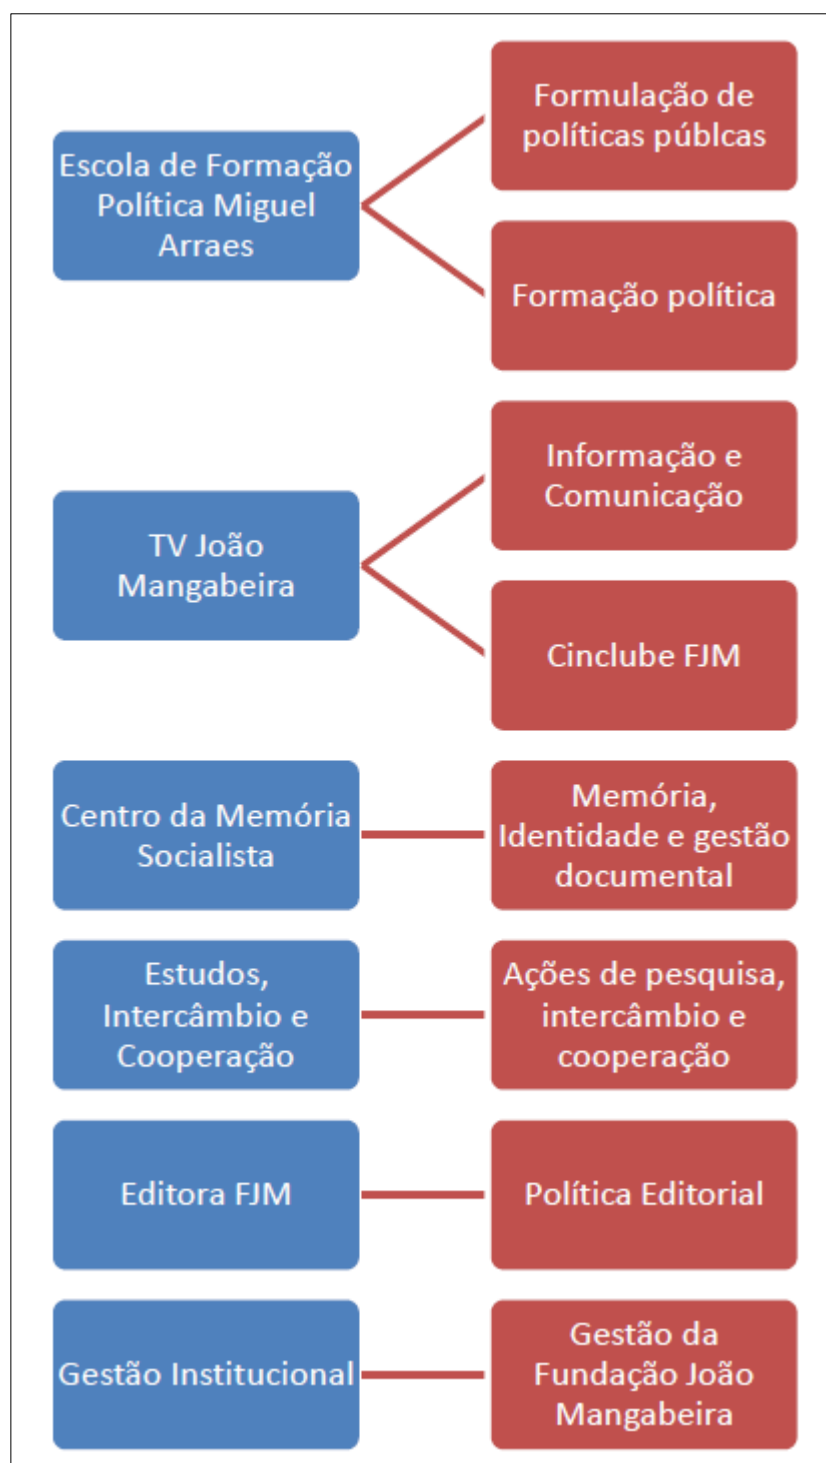 Escola de Formação
Política Miguel
Arraes
Formulação de
políticas públcas
Formação política
TV João
Mangabeira
Informação e
Comunicação
Cinclube FJM
Centro da Memória
Socialista
Memória,
Identidade e gestão
documental
Estudos,
Intercâmbio e
Cooperação
Ações de pesquisa,
intercâmbio e
cooperação
Editora FJM
Política Editorial
Gestão Institucional
Gestão da
Fundação João
Mangabeira